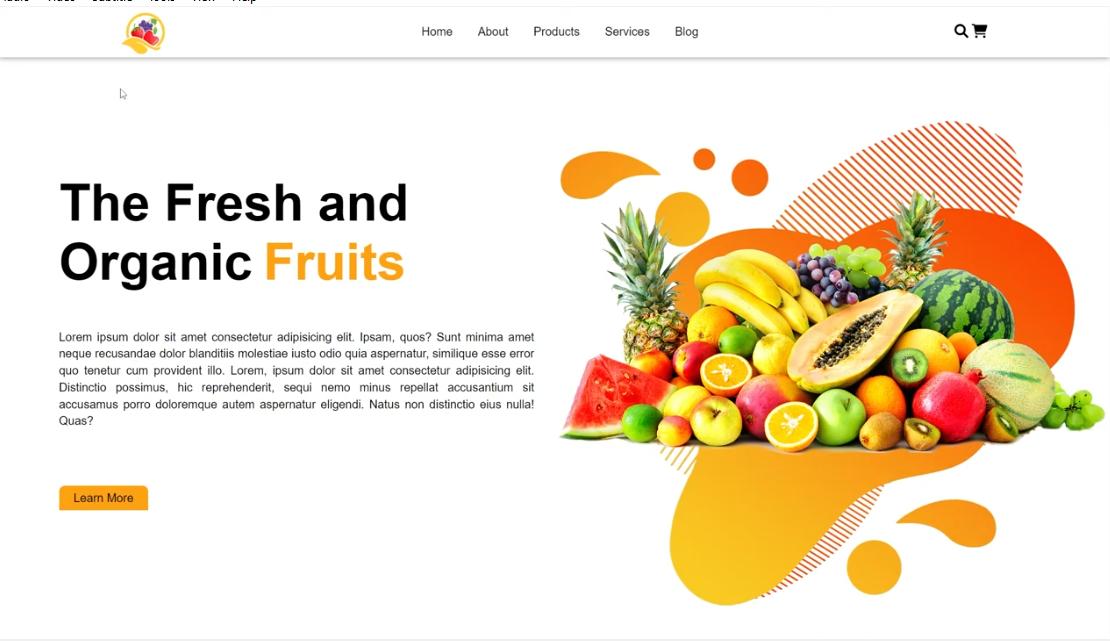 Home About Products Services Blog
The Fresh and
Organic Fruits
Lorem ipsum dolor sit amet consectetur adipisicing elit. Ipsam, quos? Sunt minima amet
neque recusandae dolor blanditiis molestiae iusto odio quia aspernatur, similique esse error
quo tenetur cum provident illo. Lorem, ipsum dolor sit amet consectetur adipisicing elit.
Distinctio possimus, hic reprehenderit, sequi nemo minus repellat accusantium sit
accusamus porro doloremque autem aspernatur eligendi. Natus non distinctio eius nulla!
Quas?
Learn More